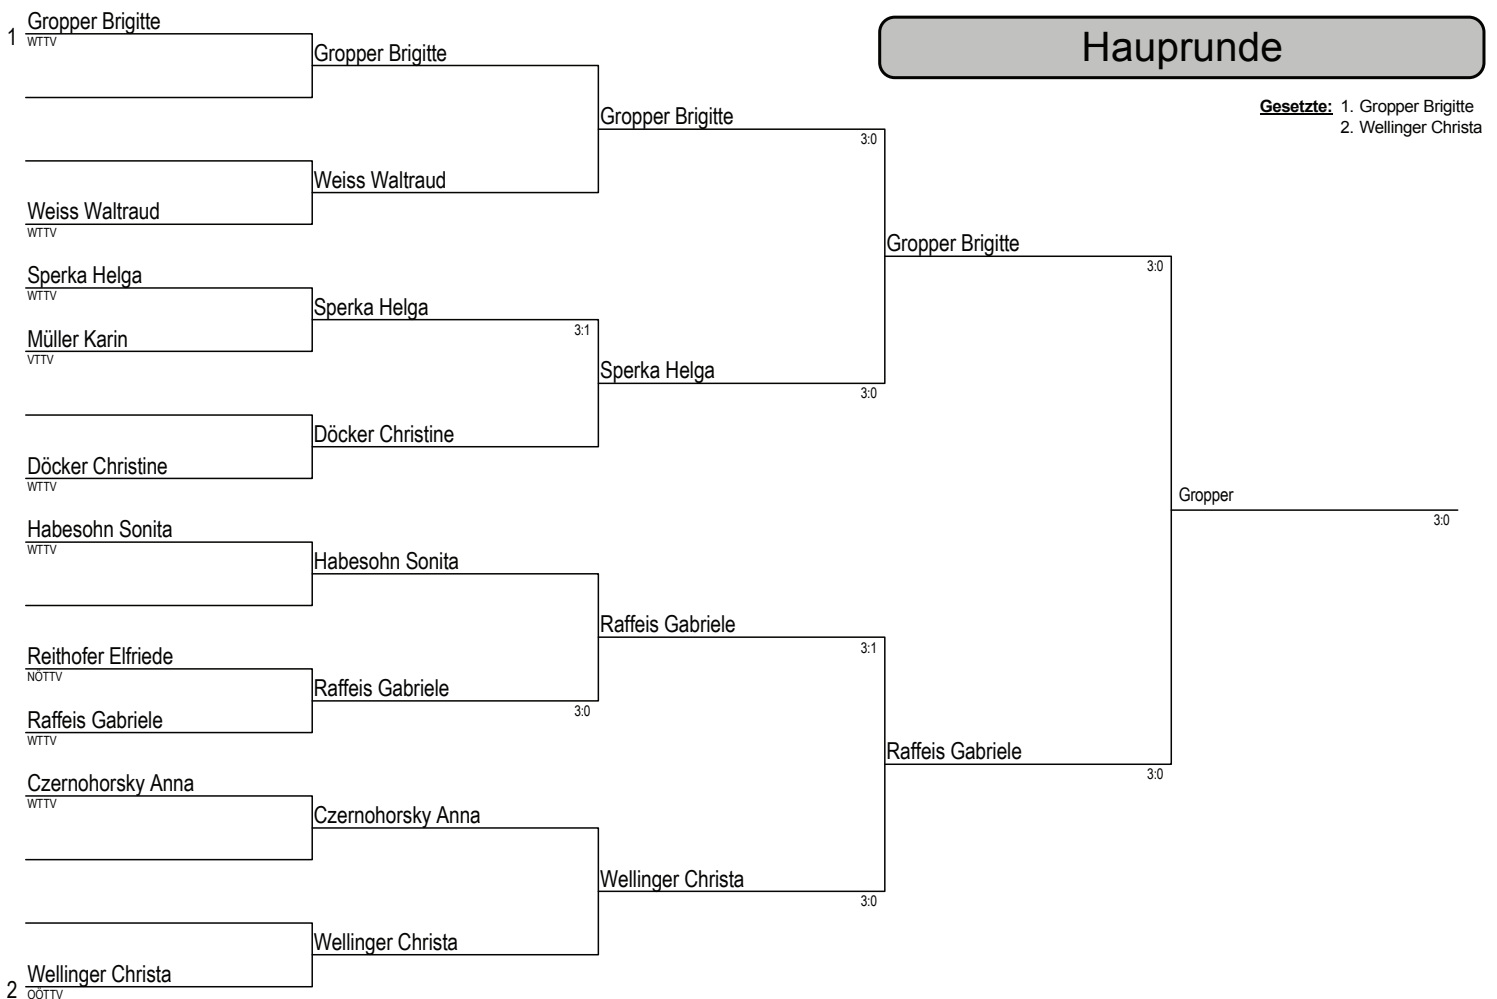 Hauprunde
Gesetzte: 1. Gropper Brigitte
2. Wellinger Christa
1 Gropper Brigitte
WTTV
Weiss Waltraud
WTTV
Sperka Helga
WTTV
Müller Karin
VTTV
Döcker Christine
WTTV
Habesohn Sonita
WTTV
Reithofer Elfriede
NÖTTV
Raffeis Gabriele
WTTV
Czernohorsky Anna
WTTV
2 Wellinger Christa
OÖTTV
Gropper Brigitte
Weiss Waltraud
Sperka Helga
3:1
Döcker Christine
Habesohn Sonita
Raffeis Gabriele
3:0
Czernohorsky Anna
Wellinger Christa
Gropper Brigitte
3:0
Sperka Helga
3:0
Raffeis Gabriele
3:1
Wellinger Christa
3:0
Gropper Brigitte
3:0
Raffeis Gabriele
3:0
Gropper
3:0